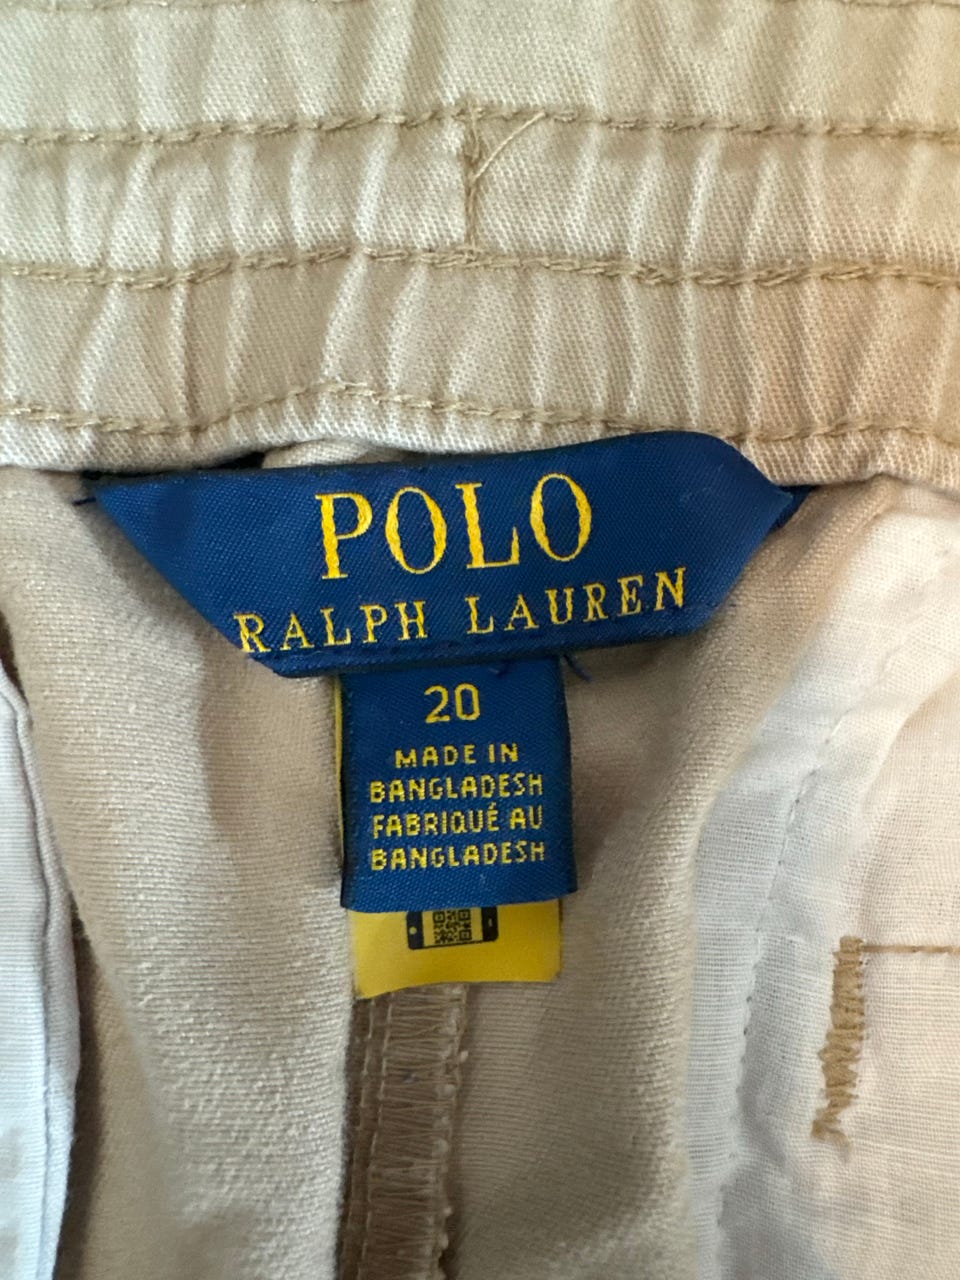 POLO
RALPH LAUREN
20
MADE IN
BANGLADESH
FABRIQUÉ AU
BANGLADESH